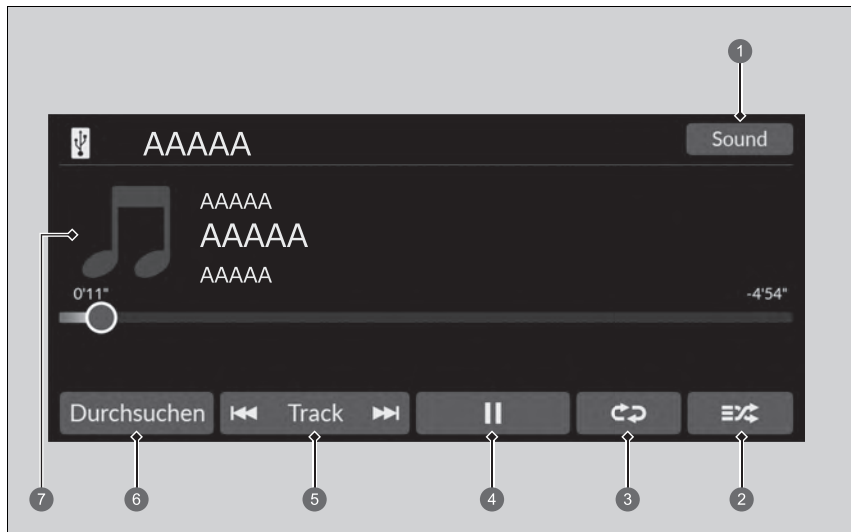 1
AAAAA
Sound
AAAAA
AAAAA
AAAAA
0'11"
-4'54"
Durchsuchen
Track
7
6
5
4
3
2